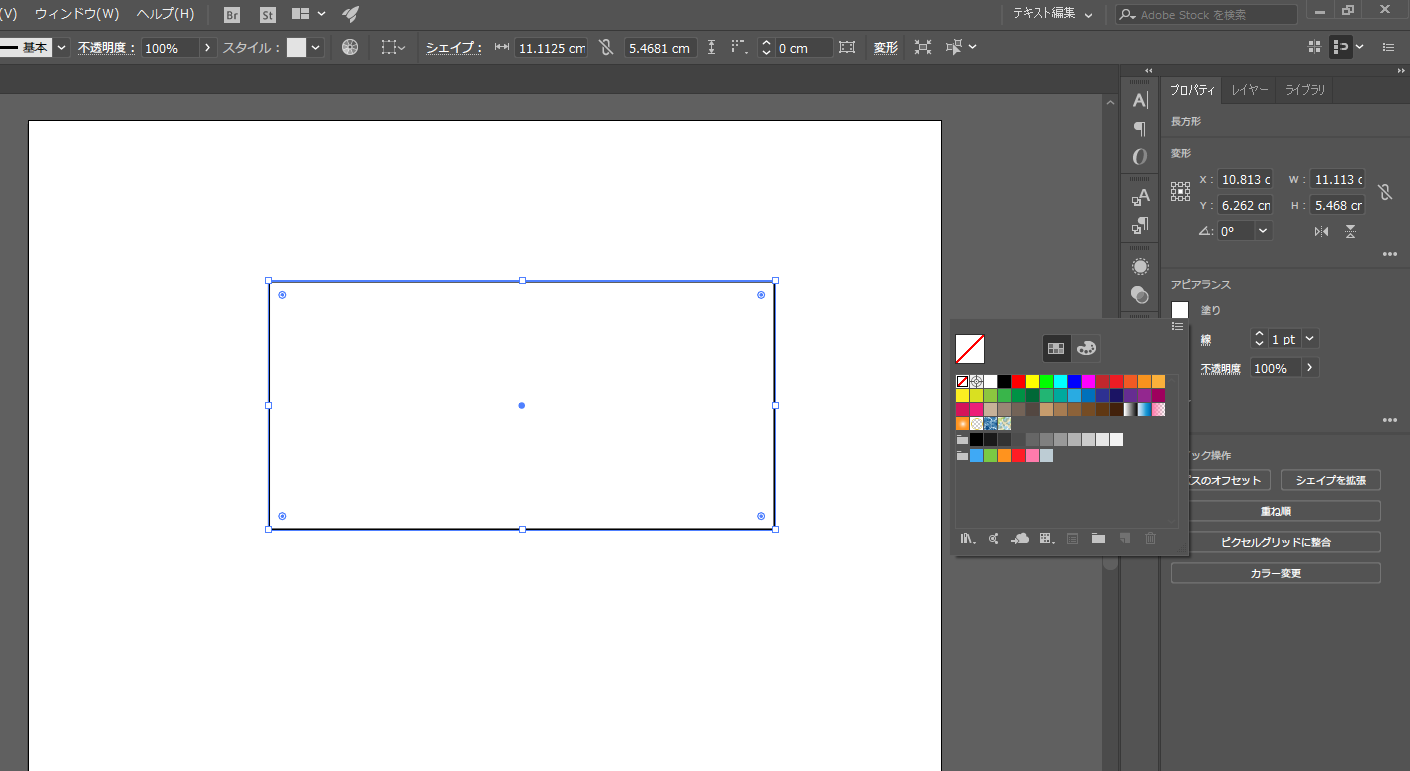 (V) ウィンドウ(W) ヘルプ(H) Br St テキスト編集 Adobe Stock を検索
基本 不透明度: 100% スタイル: シェイプ: 11.1125 cm 5.4681 cm 0 cm 変形
プロパティ レイヤー ライブラリ
長方形
変形
X: 10.813 c W: 11.113 c
Y: 6.262 cm H: 5.468 cm
0°
アピアランス
塗り
線 1 pt
不透明度 100%
ック操作
スのオフセット シェイプを拡張
重ね順
ピクセルグリッドに整合
カラー変更